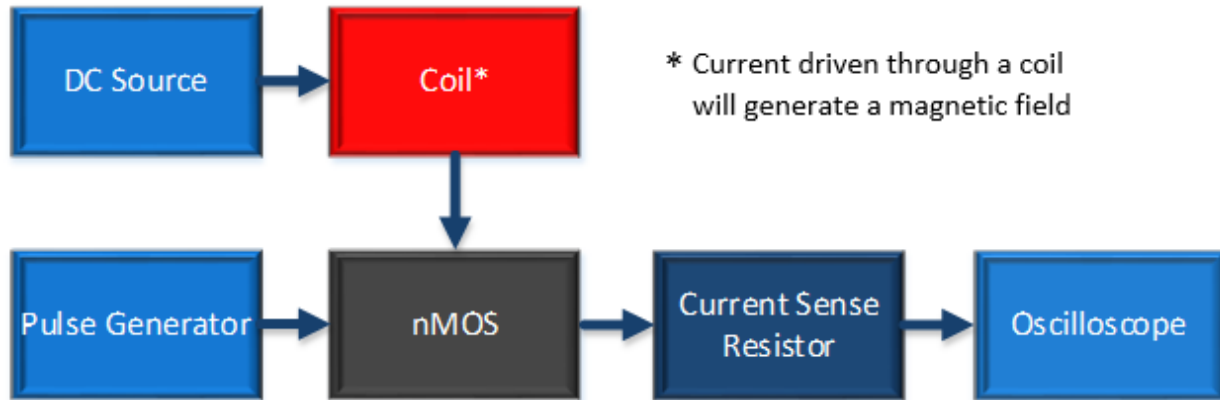 DC Source
Coil*
* Current driven through a coil
will generate a magnetic field
Pulse Generator
nMOS
Current Sense
Resistor
Oscilloscope